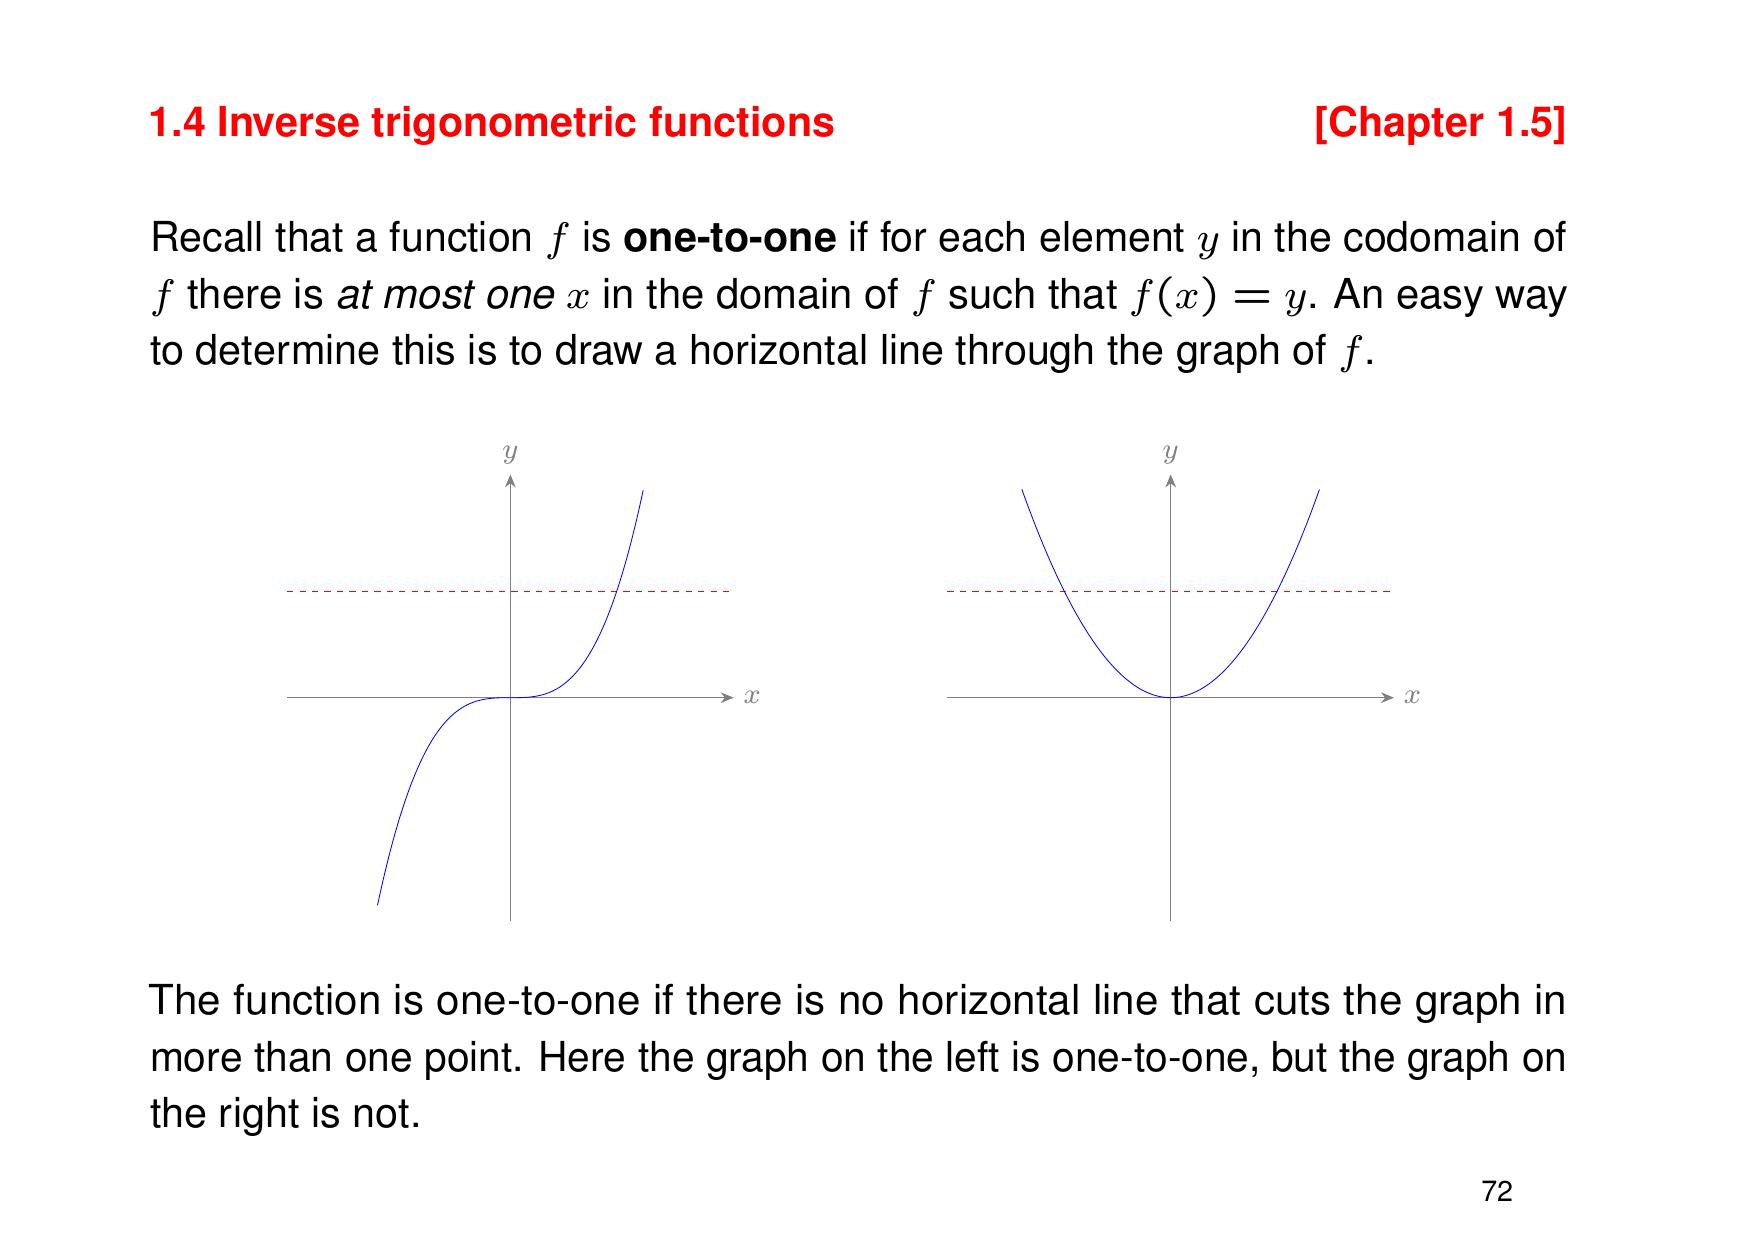 1.4 Inverse trigonometric functions [Chapter 1.5]
Recall that a function f is one-to-one if for each element y in the codomain of
f there is at most one x in the domain of f such that f(x) = y. An easy way
to determine this is to draw a horizontal line through the graph of f.
y y
x x
The function is one-to-one if there is no horizontal line that cuts the graph in
more than one point. Here the graph on the left is one-to-one, but the graph on
the right is not.
72